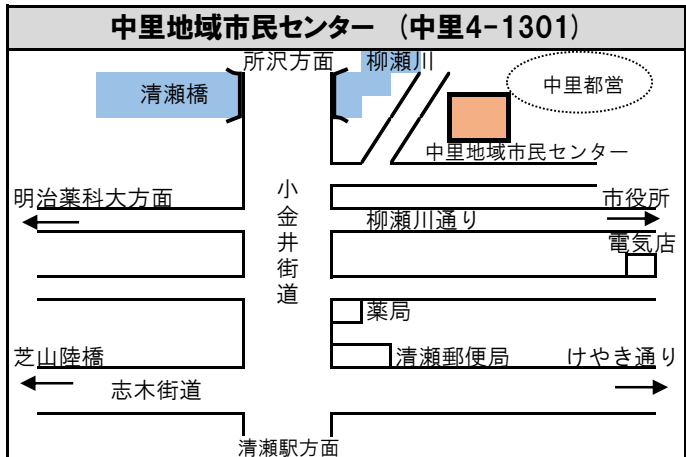 中里地域市民センター （中里4-1301）
所沢方面
柳瀬川
清瀬橋
中里都営
中里地域市民センター
小金井街道
明治薬科大方面
市役所
柳瀬川通り
電気店
薬局
芝山陸橋
清瀬郵便局
けやき通り
志木街道
清瀬駅方面